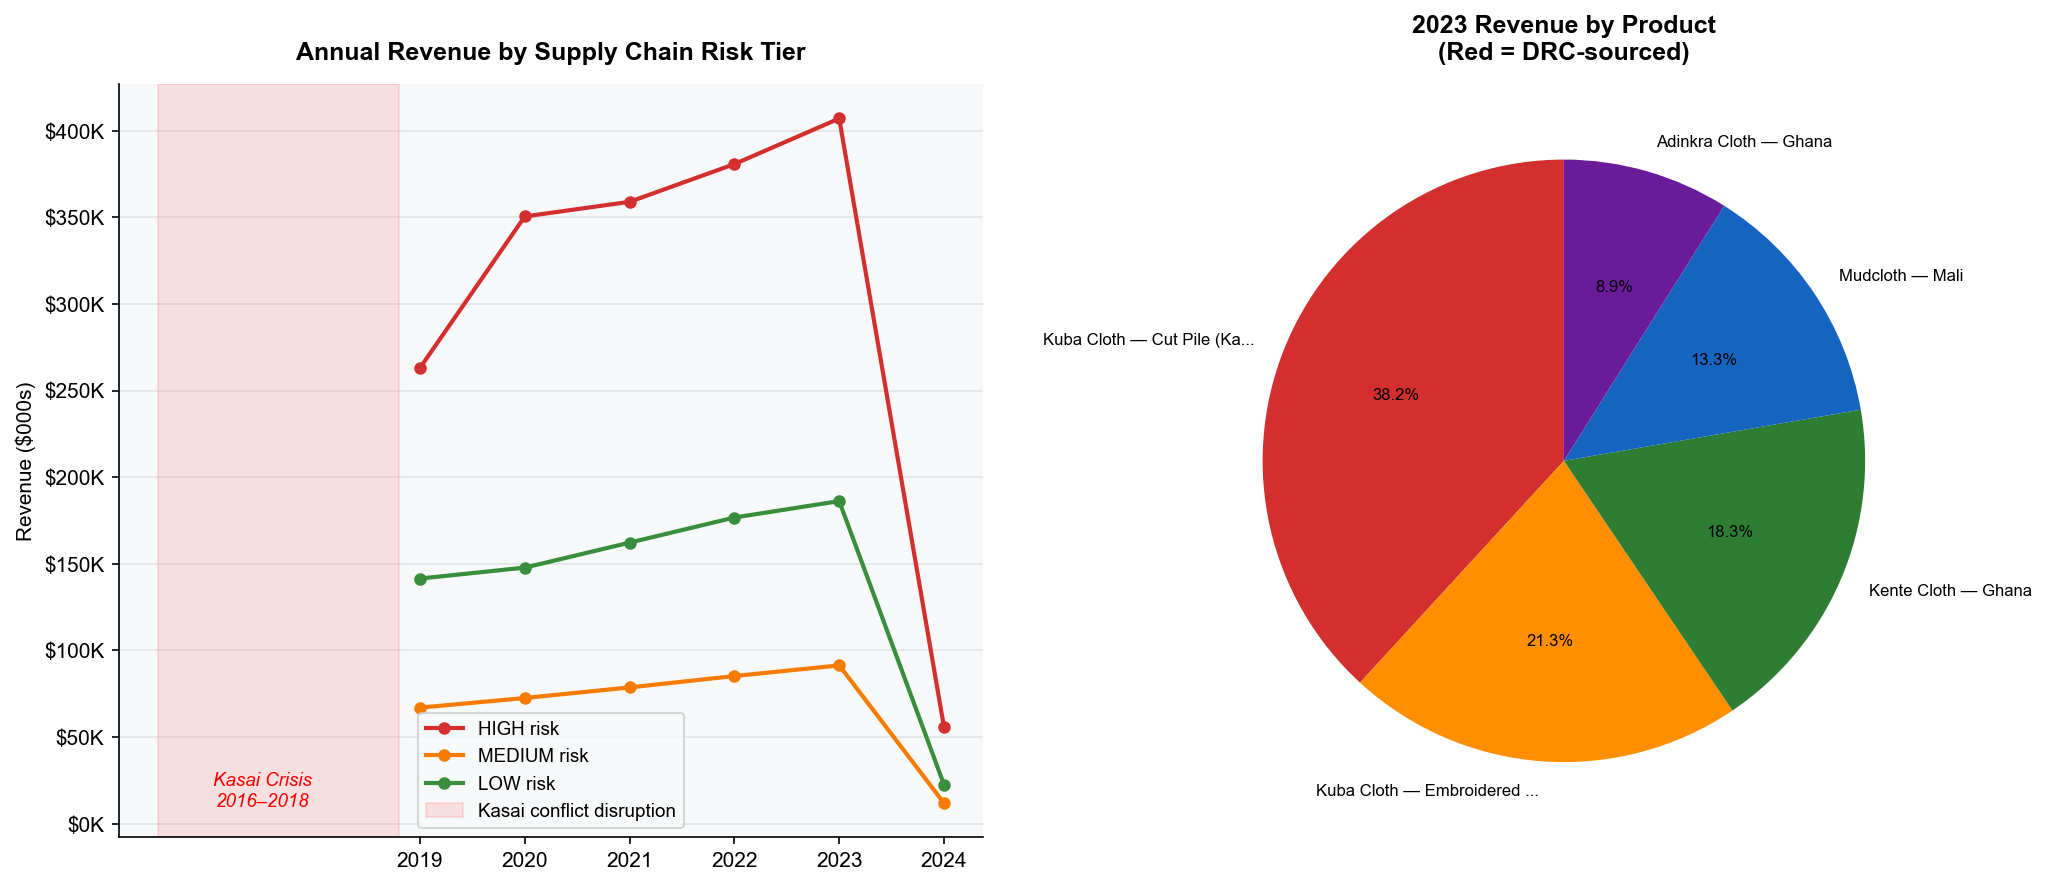 Annual Revenue by Supply Chain Risk Tier
Revenue ($000s)
$400K
$350K
$300K
$250K
$200K
$150K
$100K
$50K
$0K
Kasai Crisis
2016–2018
HIGH risk
MEDIUM risk
LOW risk
Kasai conflict disruption
2019 2020 2021 2022 2023 2024
2023 Revenue by Product
(Red = DRC-sourced)
Adinkra Cloth — Ghana
8.9%
Mudcloth — Mali
13.3%
Kuba Cloth — Cut Pile (Ka...
38.2%
18.3%
Kente Cloth — Ghana
21.3%
Kuba Cloth — Embroidered ...